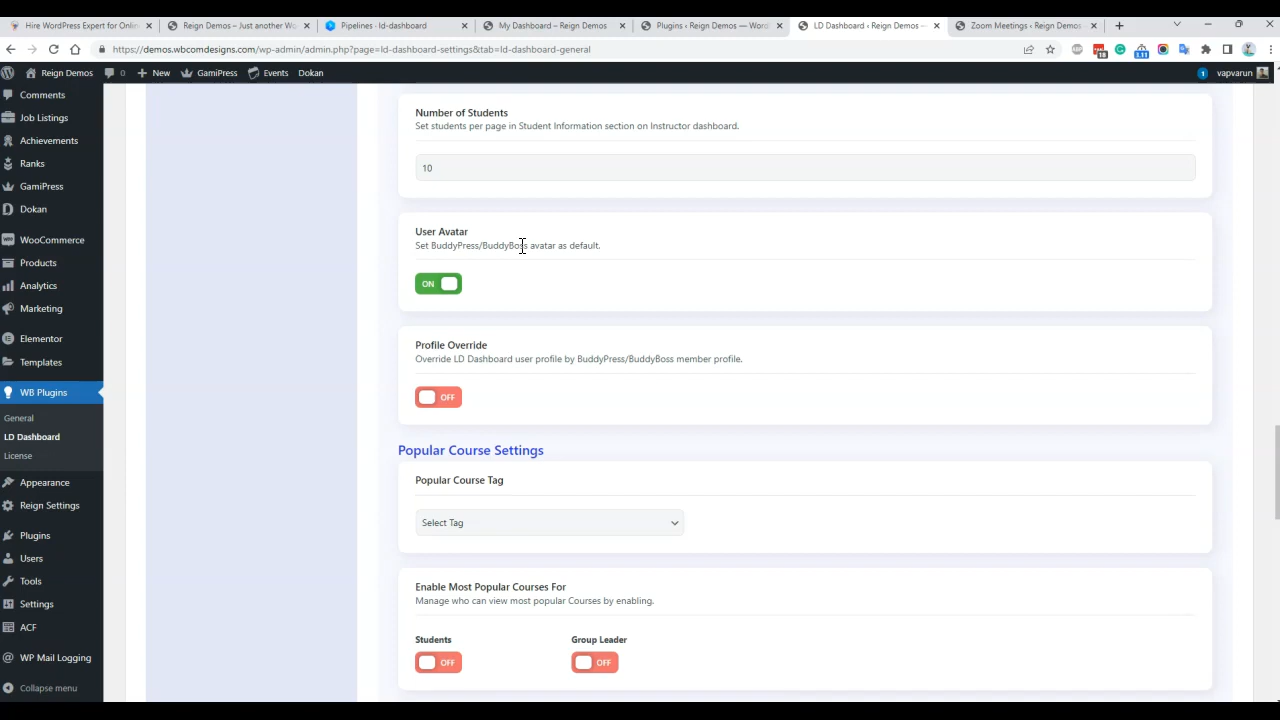 Hire WordPress Expert for Onlin
Reign Demos – Just another Wo
Pipelines - ld-dashboard
My Dashboard – Reign Demos
Plugins ‹ Reign Demos — Word
LD Dashboard ‹ Reign Demos —
Zoom Meetings ‹ Reign Demos
https://demos.wbcomdesigns.com/wp-admin/admin.php?page=ld-dashboard-settings&tab=ld-dashboard-general
Reign Demos
0
New
GamiPress
Events
Dokan
1
vapvarun
Comments
Job Listings
Achievements
Ranks
GamiPress
Dokan
WooCommerce
Products
Analytics
Marketing
Elementor
Templates
WB Plugins
General
LD Dashboard
License
Appearance
Reign Settings
Plugins
Users
Tools
Settings
ACF
WP Mail Logging
Collapse menu
Number of Students
Set students per page in Student Information section on Instructor dashboard.
10
User Avatar
Set BuddyPress/BuddyBoss avatar as default.
ON
Profile Override
Override LD Dashboard user profile by BuddyPress/BuddyBoss member profile.
OFF
Popular Course Settings
Popular Course Tag
Select Tag
Enable Most Popular Courses For
Manage who can view most popular Courses by enabling.
Students
Group Leader
OFF
OFF